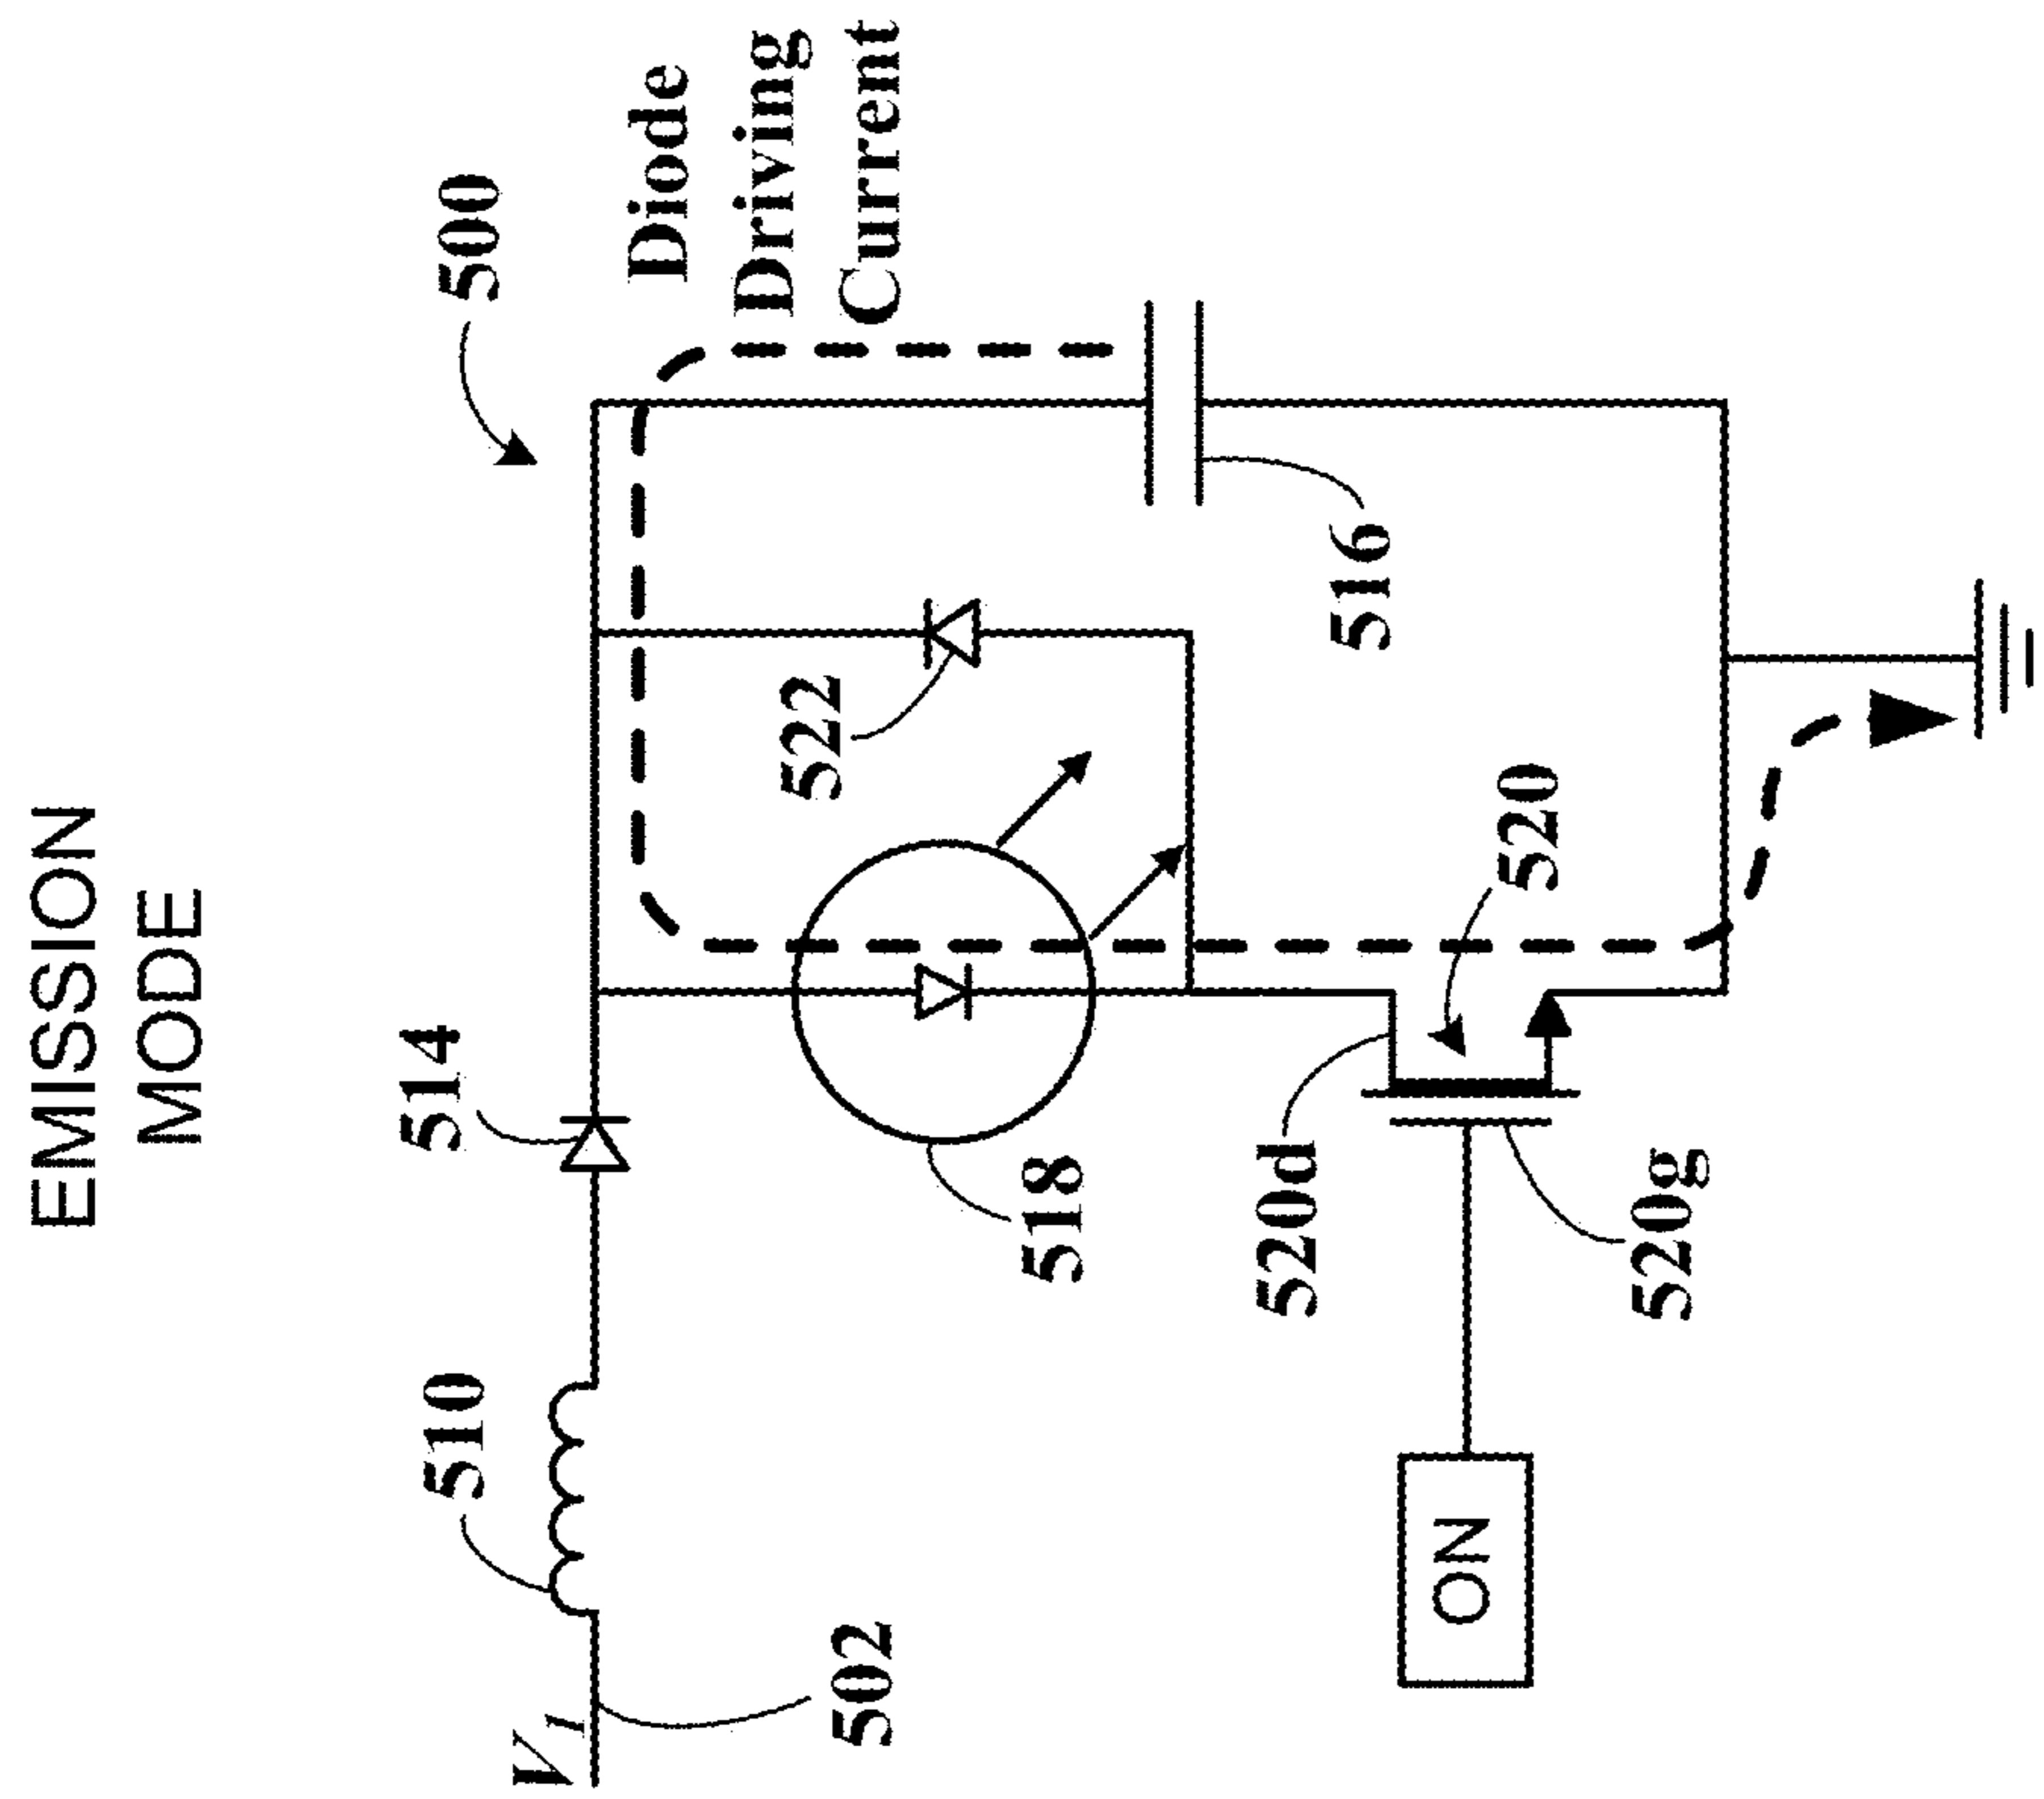 EMISSION
MODE
500
Diode
Driving
Current
514
510
V1
502
522
518
516
520
520d
520g
ON